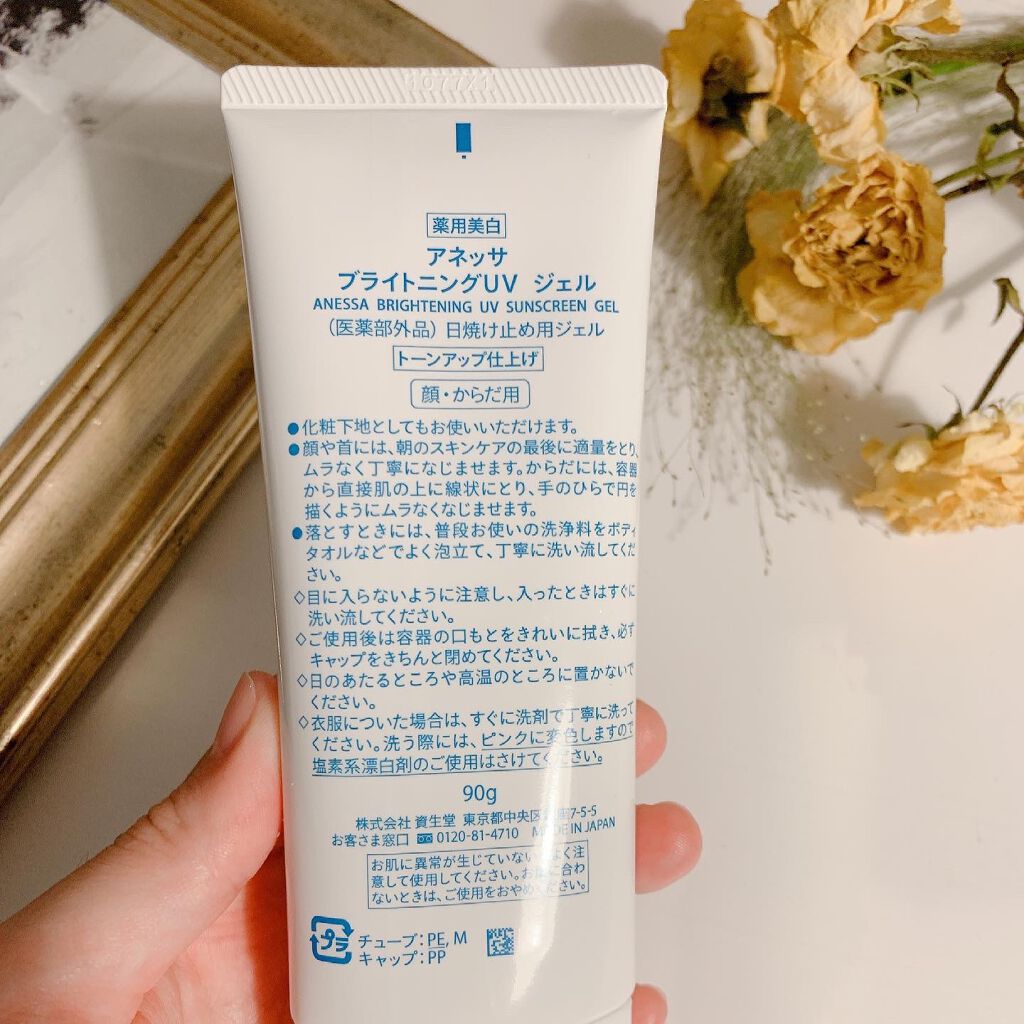 1077X1
薬用美白
アネッサ
ブライトニングUV ジェル
ANESSA BRIGHTENING UV SUNSCREEN GEL
(医薬部外品) 日焼け止め用ジェル
トーンアップ仕上げ
顔・からだ用
●化粧下地としてもお使いいただけます。
●顔や首には、朝のスキンケアの最後に適量をとり、
ムラなく丁寧になじませます。からだには、容器
から直接肌の上に線状にとり、手のひらで円を
描くようにムラなくなじませます。
●落とすときには、普段お使いの洗浄料をボディ
タオルなどでよく泡立て、丁寧に洗い流してくだ
さい。
◇目に入らないように注意し、入ったときはすぐに
洗い流してください。
◇ご使用後は容器の口もとをきれいに拭き、必ず
キャップをきちんと閉めてください。
◇日のあたるところや高温のところに置かないで
ください。
◇衣服についた場合は、すぐに洗剤で丁寧に洗って
ください。洗う際には、ピンクに変色しますので
塩素系漂白剤のご使用はさけてください。
90g
株式会社 資生堂 東京都中央区 7-5-5
お客さま窓口 0120-81-4710 MADE IN JAPAN
お肌に異常が生じていない よく注
意して使用してください。お肌に合わ
ないときは、ご使用をおやめください。
プラ チューブ:PE, M
キャップ:PP